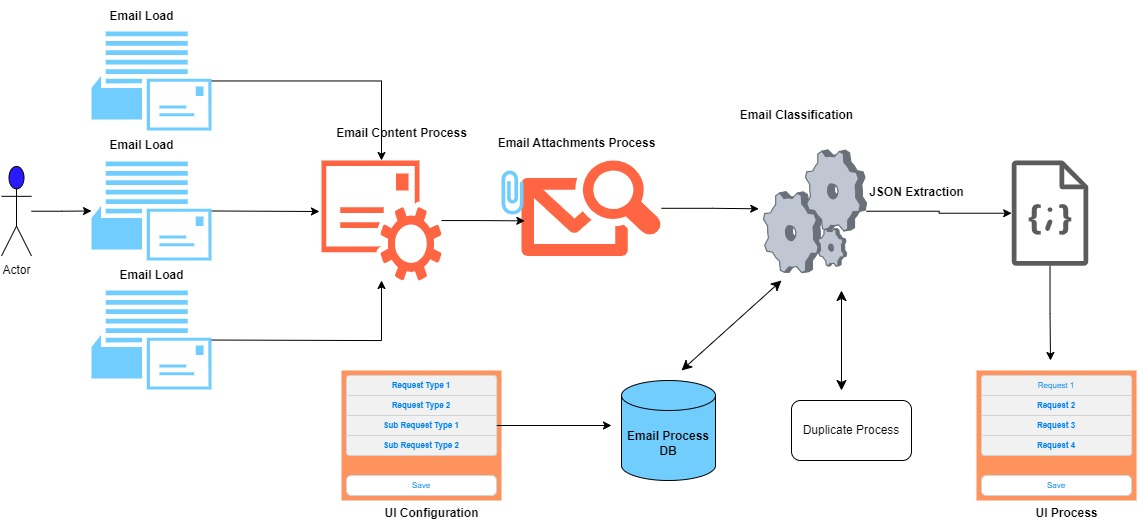 Email Load
Email Load
Email Load
Actor
Email Content Process
Email Attachments Process
Email Classification
JSON Extraction
{;}
Request Type 1
Request Type 2
Sub Request Type 1
Sub Request Type 2
Save
UI Configuration
Email Process
DB
Duplicate Process
Request 1
Request 2
Request 3
Request 4
Save
UI Process